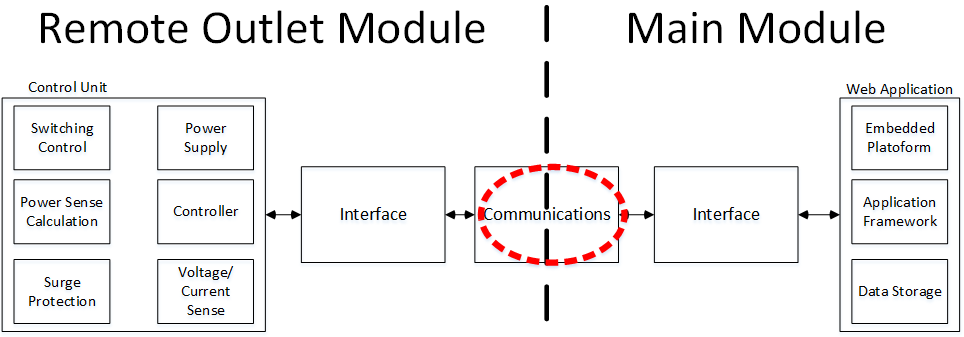 Remote Outlet Module
Main Module
Control Unit
Switching
Control
Power
Supply
Power Sense
Calculation
Controller
Surge
Protection
Voltage/
Current
Sense
Interface
Communications
Interface
Web Application
Embedded
Platoform
Application
Framework
Data Storage